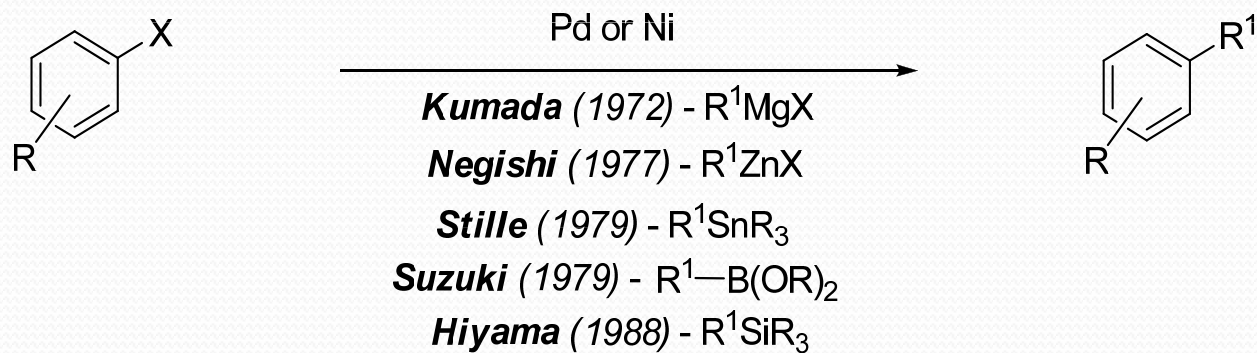 X
R
Pd or Ni
Kumada (1972) - R¹MgX
Negishi (1977) - R¹ZnX
Stille (1979) - R¹SnR₃
Suzuki (1979) - R¹—B(OR)₂
Hiyama (1988) - R¹SiR₃
R¹
R